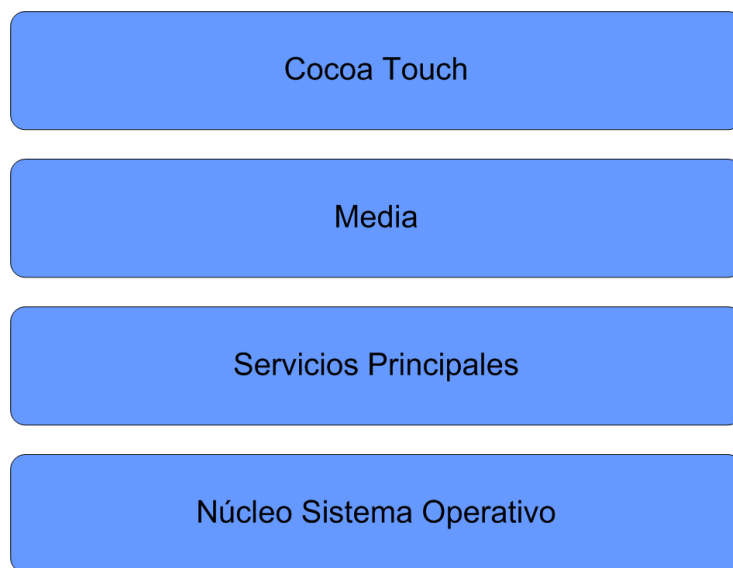 Cocoa Touch
Media
Servicios Principales
Núcleo Sistema Operativo